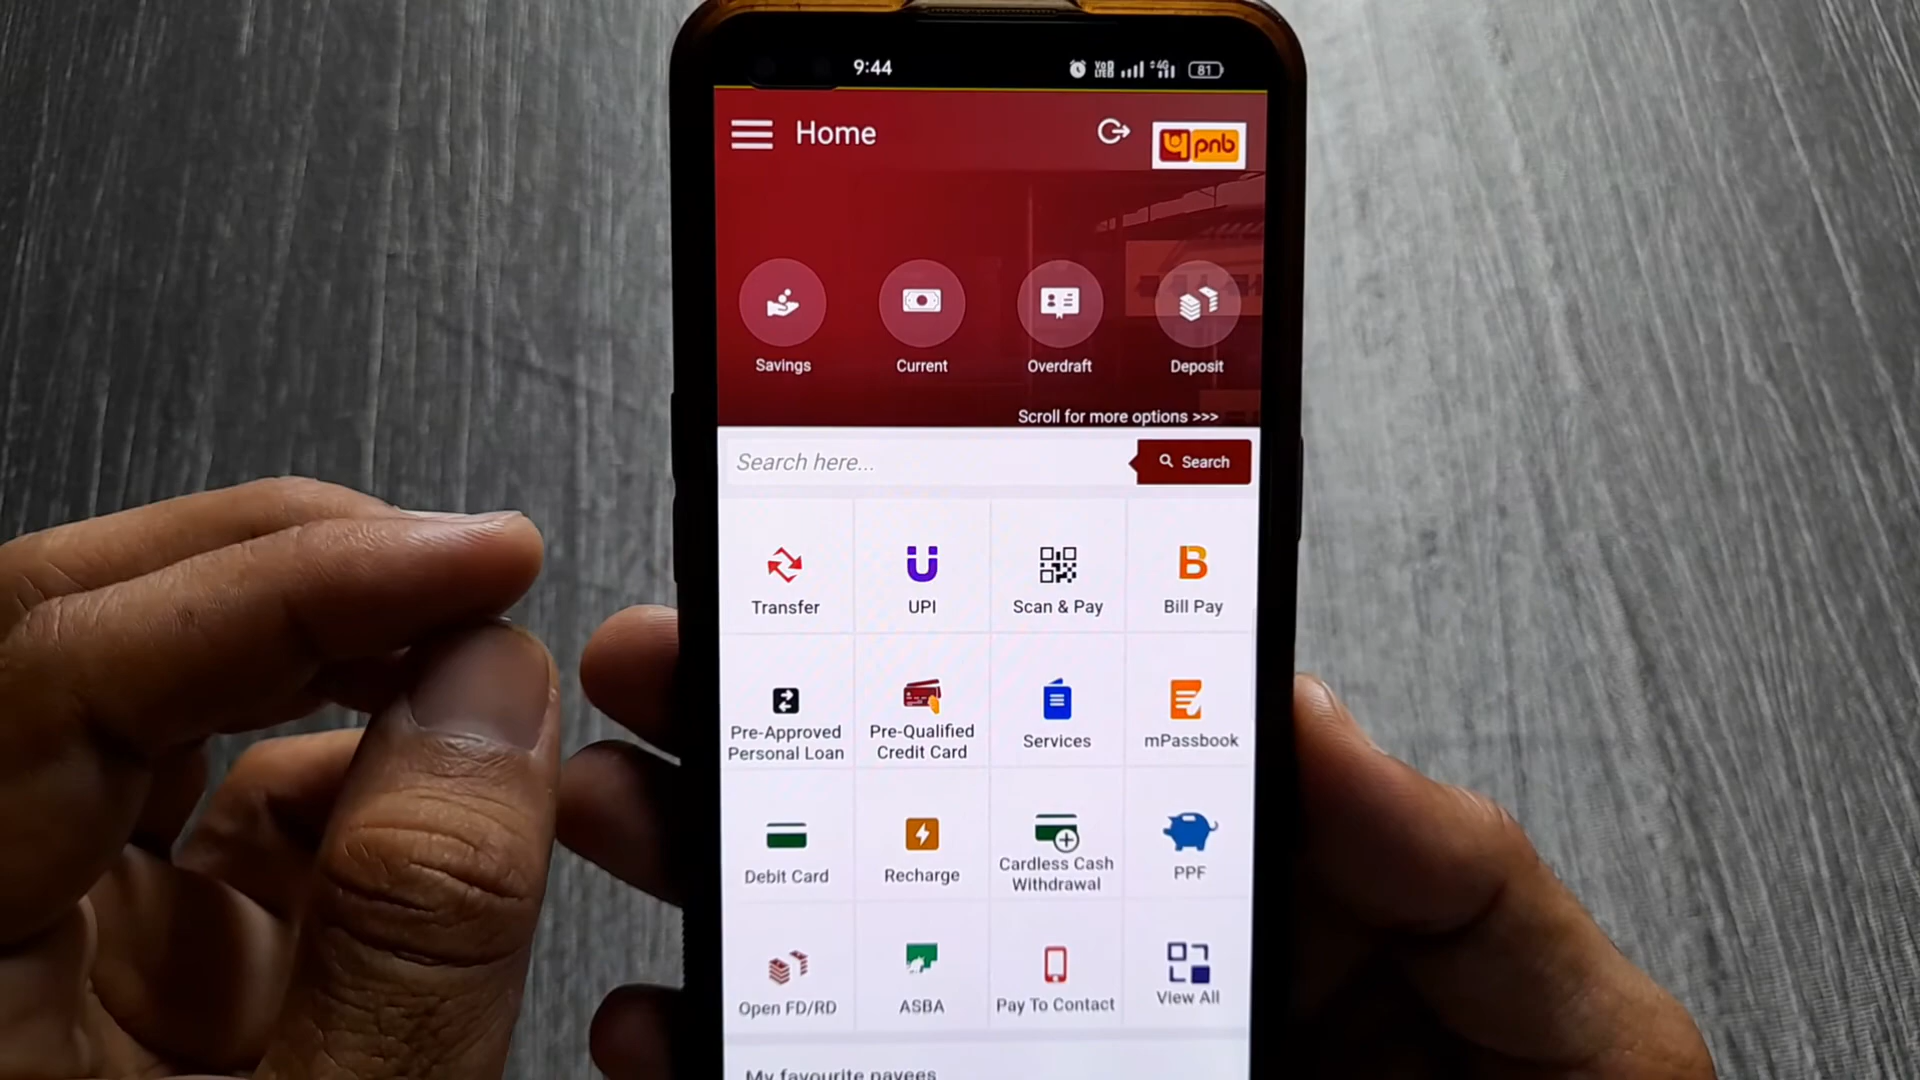 9:44
81
Home
pnb
Savings
Current
Overdraft
Deposit
Scroll for more options >>>
Search here...
Search
Transfer
UPI
Scan & Pay
Bill Pay
Pre-Approved
Personal Loan
Pre-Qualified
Credit Card
Services
mPassbook
Debit Card
Recharge
Cardless Cash
Withdrawal
PPF
Open FD/RD
ASBA
Pay To Contact
View All
My favourite payees